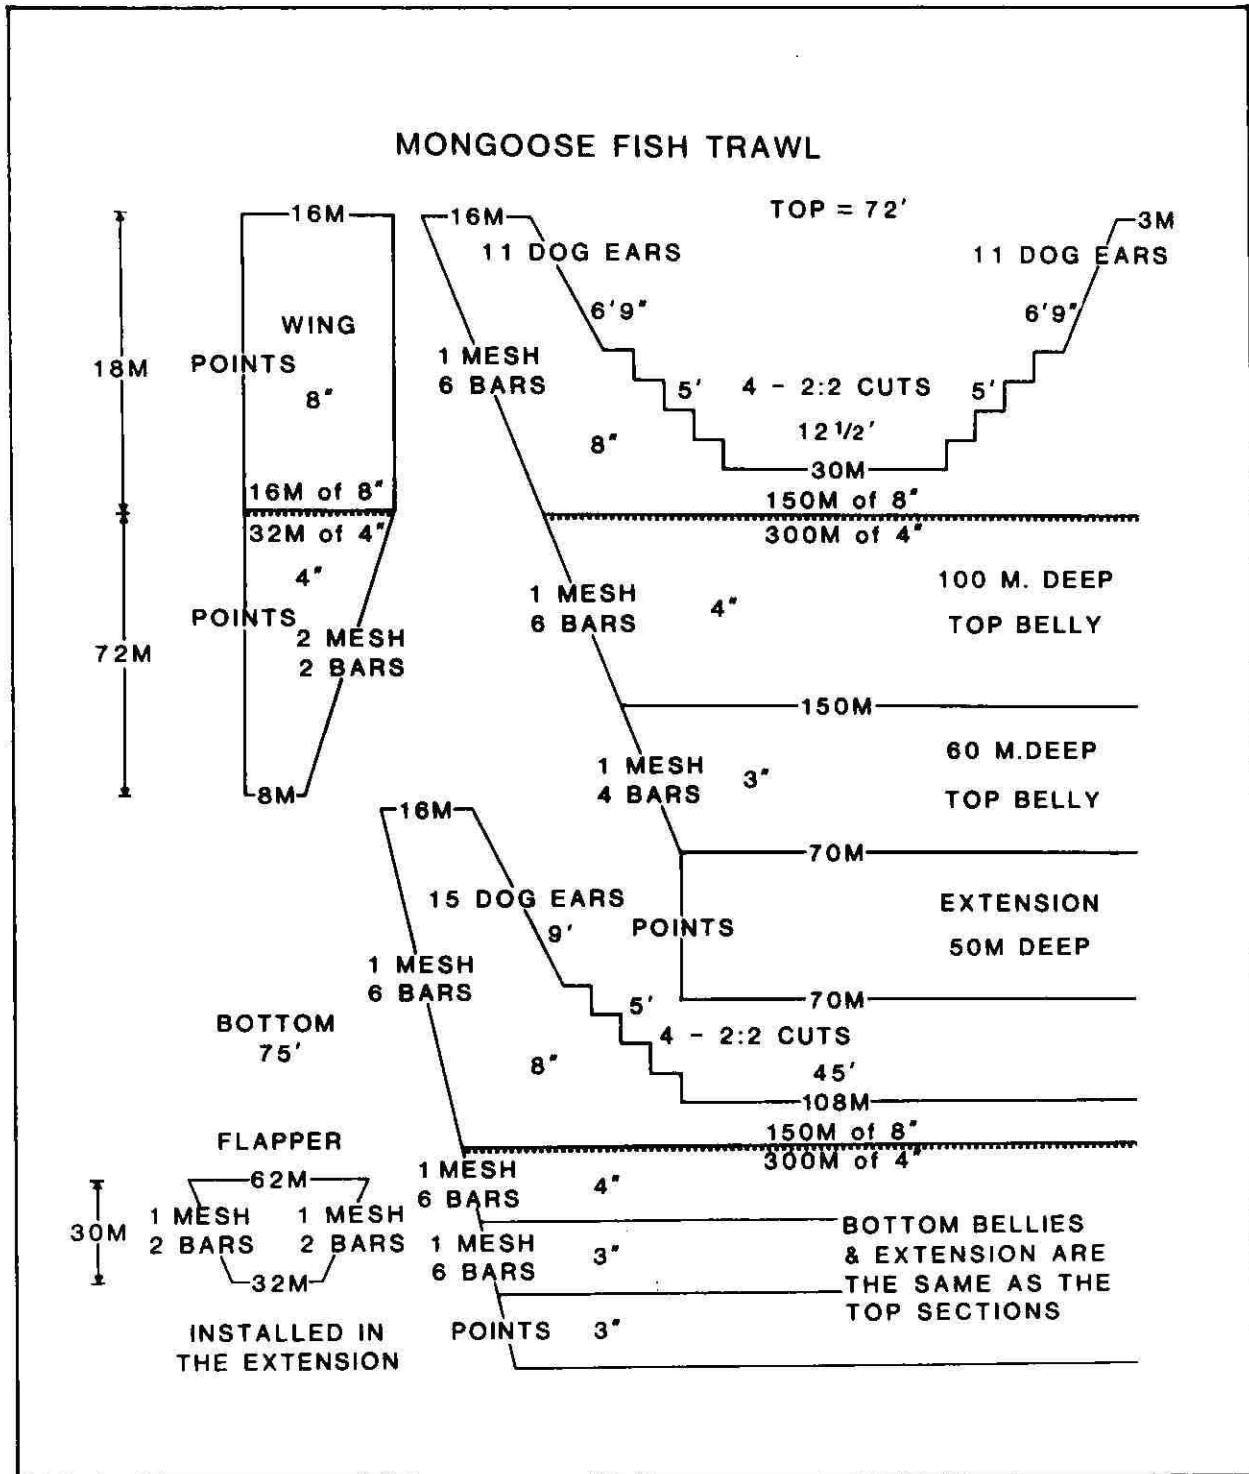 MONGOOSE FISH TRAWL
TOP = 72'
16M
WING
8"
POINTS
18M
16M of 8"
32M of 4"
4"
POINTS
2 MESH
2 BARS
72M
8M
16M
3M
11 DOG EARS
11 DOG EARS
6'9"
6'9"
1 MESH
6 BARS
5'
4 - 2:2 CUTS
5'
12 1/2'
8"
30M
150M of 8"
300M of 4"
1 MESH
6 BARS
4"
100 M. DEEP
TOP BELLY
150M
1 MESH
4 BARS
3"
60 M.DEEP
TOP BELLY
70M
POINTS
EXTENSION
50M DEEP
70M
16M
15 DOG EARS
9'
1 MESH
6 BARS
5'
4 - 2:2 CUTS
BOTTOM
75'
8"
45'
108M
150M of 8"
300M of 4"
1 MESH
6 BARS
4"
1 MESH
6 BARS
3"
POINTS
3"
BOTTOM BELLIES
& EXTENSION ARE
THE SAME AS THE
TOP SECTIONS
FLAPPER
62M
30M
1 MESH
2 BARS
1 MESH
2 BARS
32M
INSTALLED IN
THE EXTENSION